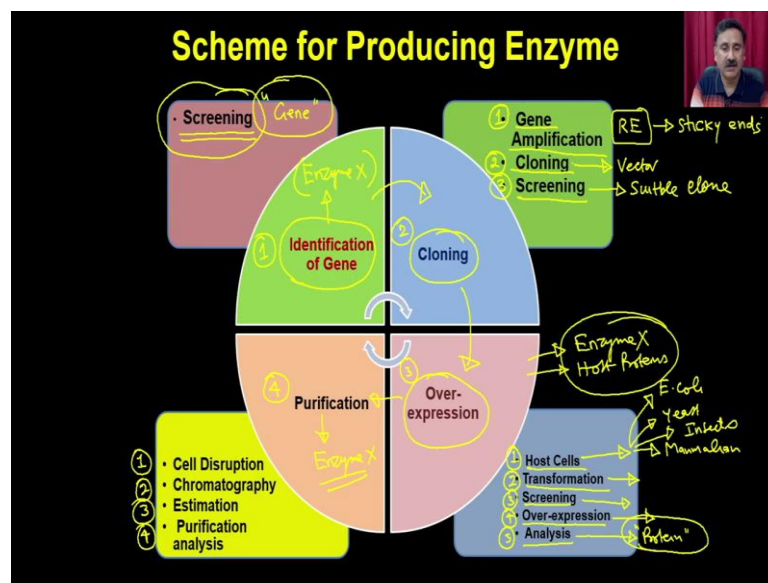 Scheme for Producing Enzyme
• Screening
"Gene"
① • Gene
Amplification
② • Cloning
③ • Screening
RE → Sticky ends
→ Vector
→ Suitble clone
(Enzyme X)
① Identification
of Gene
② Cloning
④ Purification
Enzyme X
③ Over-
expression
→ Enzyme X
→ Host Proteins
① • Cell Disruption
② • Chromatography
③ • Estimation
④ • Purification
analysis
① • Host Cells
② • Transformation
③ • Screening
④ • Over-expression
⑤ • Analysis
E.coli
Yeast
Insects
Mammalian
"Protein"